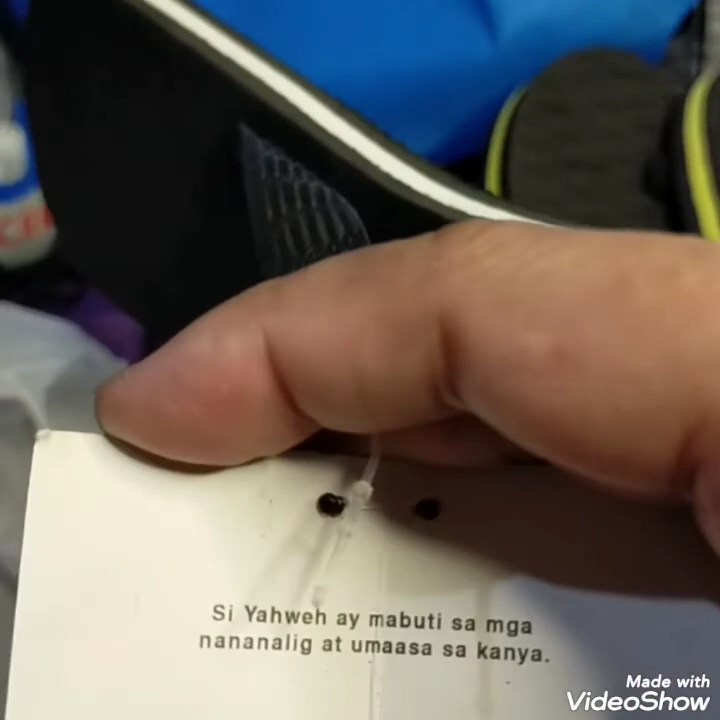 Si Yahweh ay mabuti sa mga
nananalig at umaasa sa kanya.
Made with
VideoShow